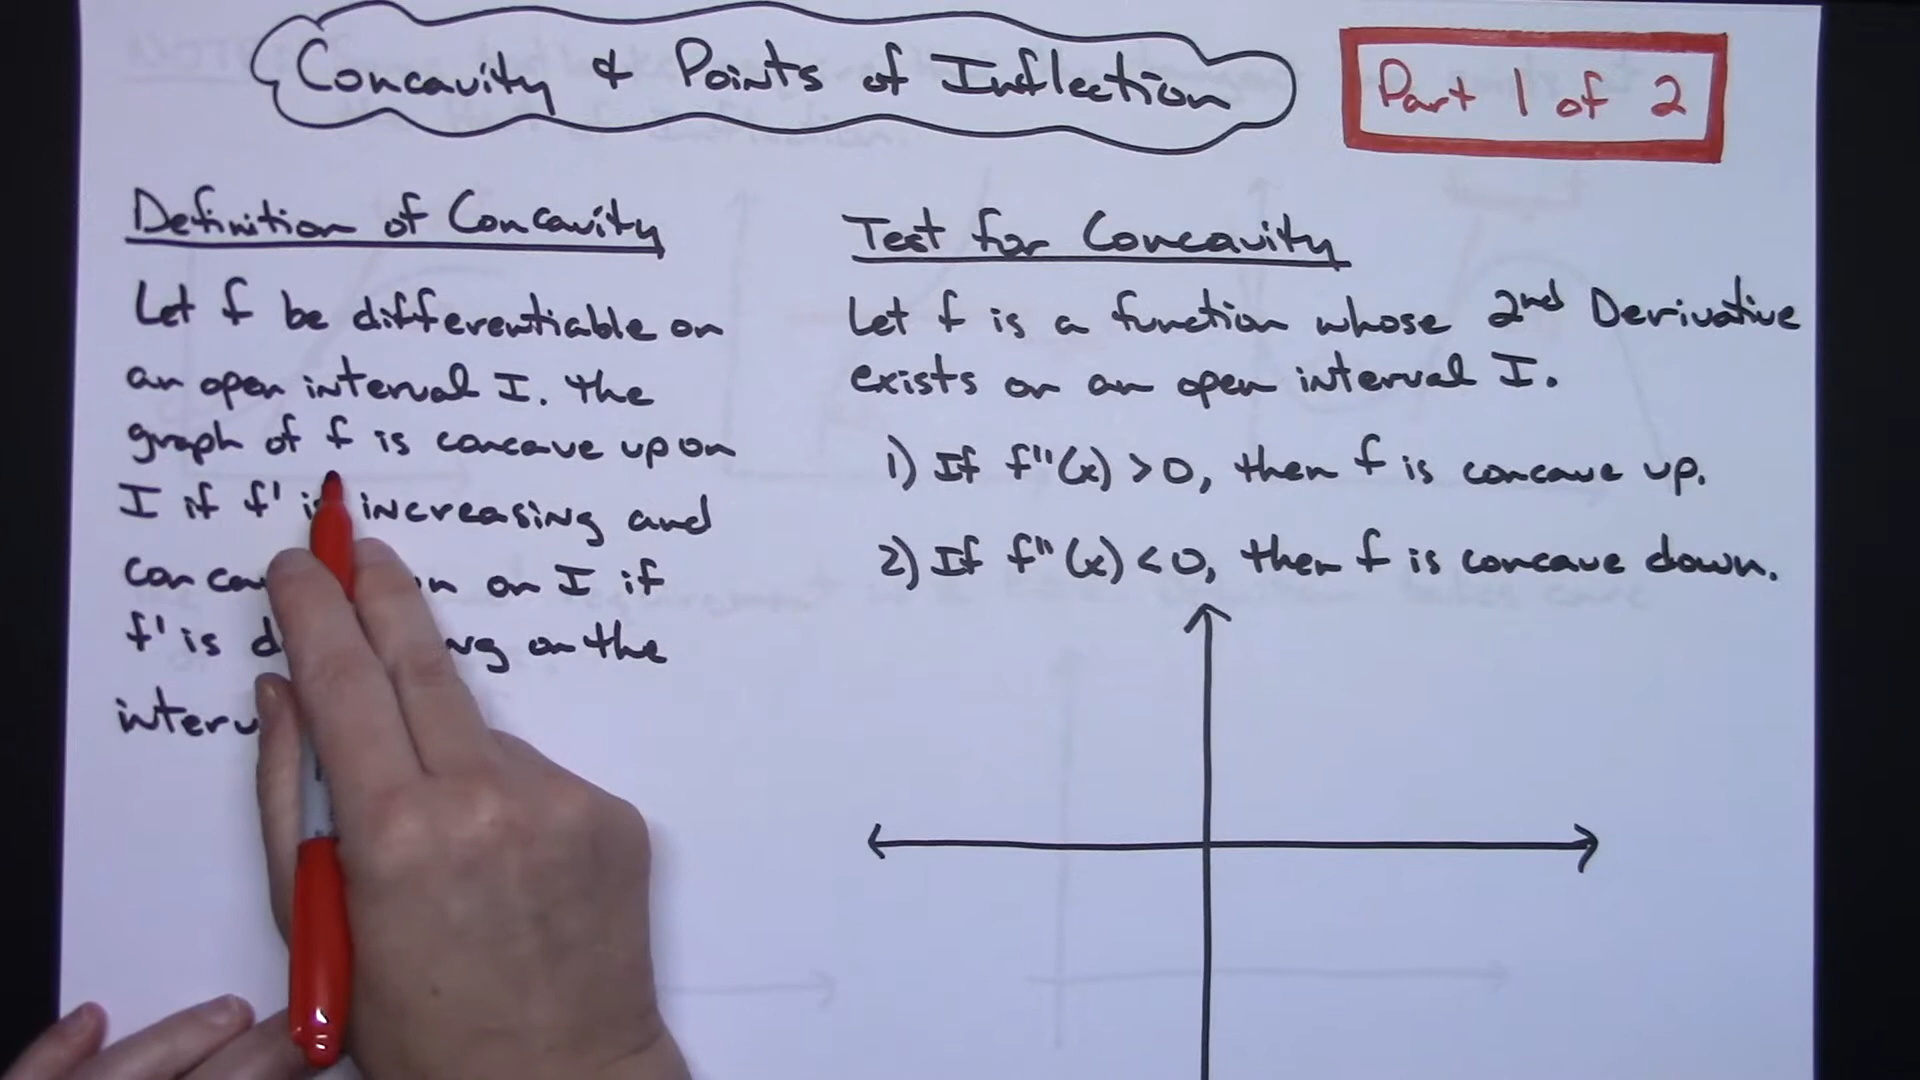 Concavity & Points of Inflection
Part 1 of 2
Definition of Concavity
Let f be differentiable on
an open interval I. The
graph of f is concave up on
I if f' is increasing and
on I if
f' is on the
Test for Concavity
Let f is a function whose 2nd Derivative
exists on an open interval I.
1) If f"(x) > 0, then f is concave up.
2) If f"(x) < 0, then f is concave down.